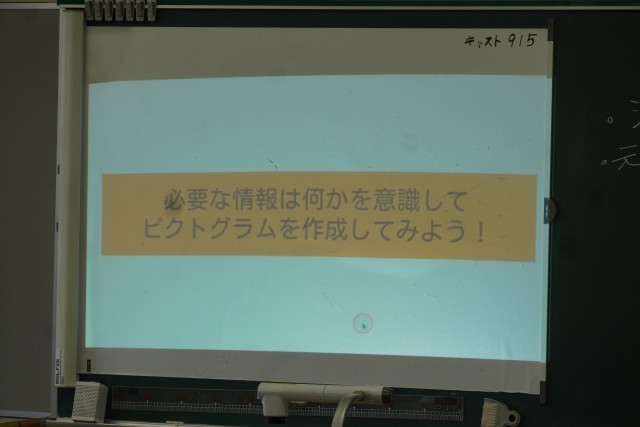 キャスト 915
必要な情報は何かを意識して
ピクトグラムを作成してみよう！
元